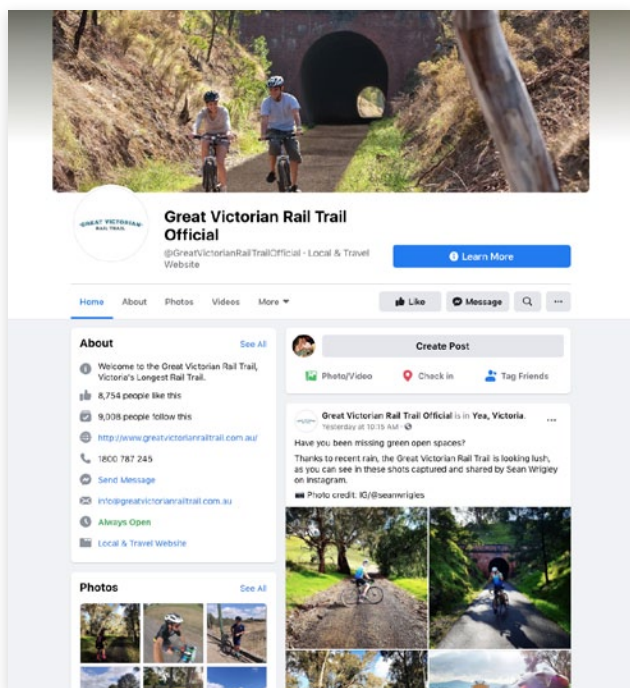 GREAT VICTORIAN
RAIL TRAIL
Great Victorian Rail Trail
Official
@GreatVictorianRailTrailOfficial · Local & Travel
Website
Learn More
Home About Photos Videos More
Like Message
About See All
Welcome to the Great Victorian Rail Trail,
Victoria's Longest Rail Trail.
8,754 people like this
9,008 people follow this
http://www.greatvictorianrailtrail.com.au/
1800 787 245
Send Message
info@greatvictorianrailtrail.com.au
Always Open
Local & Travel Website
Photos See All
Create Post
Photo/Video Check in Tag Friends
Great Victorian Rail Trail Official is in Yea, Victoria.
Yesterday at 10:15 AM ·
Have you been missing green open spaces?
Thanks to recent rain, the Great Victorian Rail Trail is looking lush,
as you can see in these shots captured and shared by Sean Wrigley
on Instagram.
Photo credit: IG/@seanwrigles